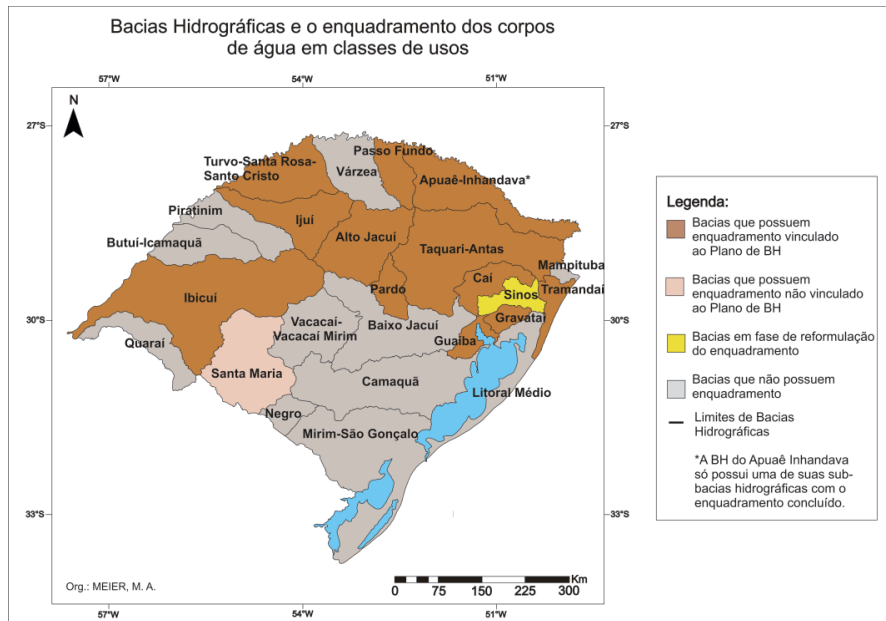 Bacias Hidrográficas e o enquadramento dos corpos
de água em classes de usos
57°W
54°W
51°W
N
27°S
27°S
Passo Fundo
Turvo-Santa Rosa-
Santo Cristo
Várzea
Apuaê-Inhandava*
Piratinim
Ijuí
Alto Jacuí
Butuí-Icamaquã
Taquari-Antas
Mampituba
Caí
Ibicuí
Pardo
Sinos
Tramandaí
30°S
30°S
Vacacaí-
Vacacaí Mirim
Baixo Jacuí
Gravataí
Quaraí
Guaíba
Santa Maria
Camaquã
Litoral Médio
Negro
Mirim-São Gonçalo
33°S
33°S
Org.: MEIER, M. A.
Km
0 75 150 225 300
57°W
54°W
51°W
Legenda:
Bacias que possuem
enquadramento vinculado
ao Plano de BH
Bacias que possuem
enquadramento não vinculado
ao Plano de BH
Bacias em fase de reformulação
do enquadramento
Bacias que não possuem
enquadramento
Limites de Bacias
Hidrográficas
*A BH do Apuaê Inhandava
só possui uma de suas sub-
bacias hidrográficas com o
enquadramento concluído.